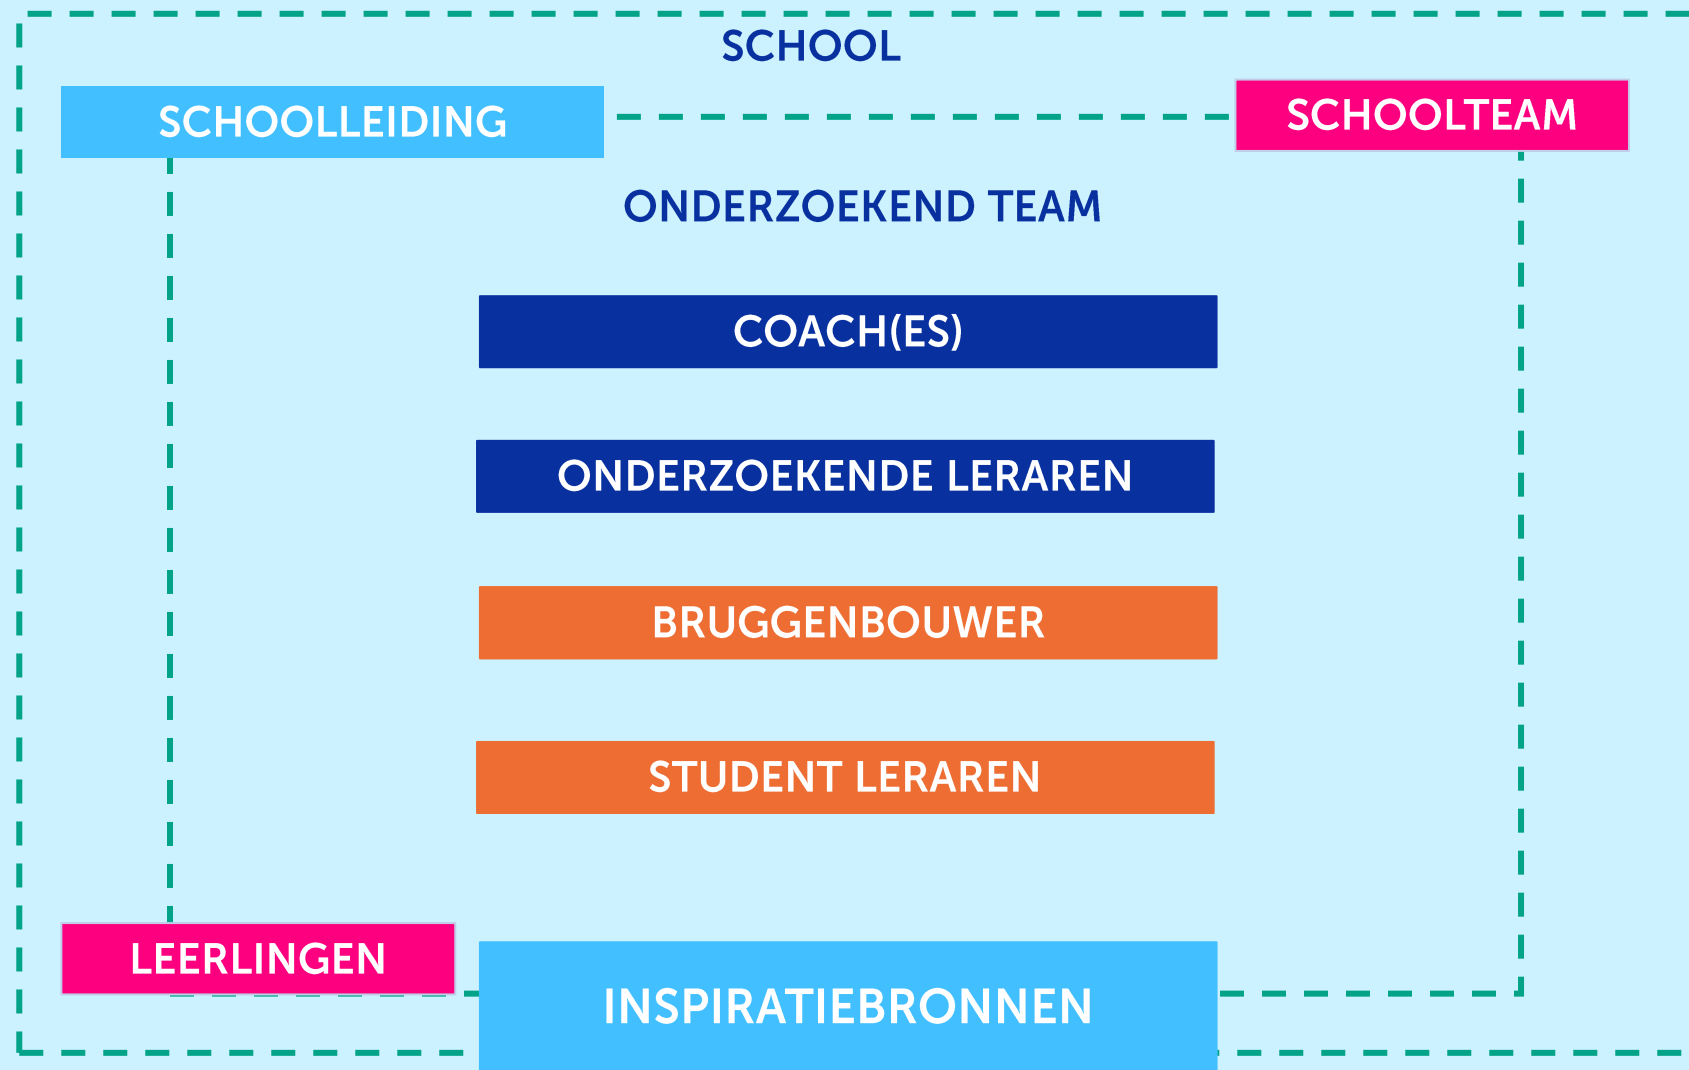 SCHOOL
SCHOOLLEIDING
SCHOOLTEAM
ONDERZOEKEND TEAM
COACH(ES)
ONDERZOEKENDE LERAREN
BRUGGENBOUWER
STUDENT LERAREN
LEERLINGEN
INSPIRATIEBRONNEN